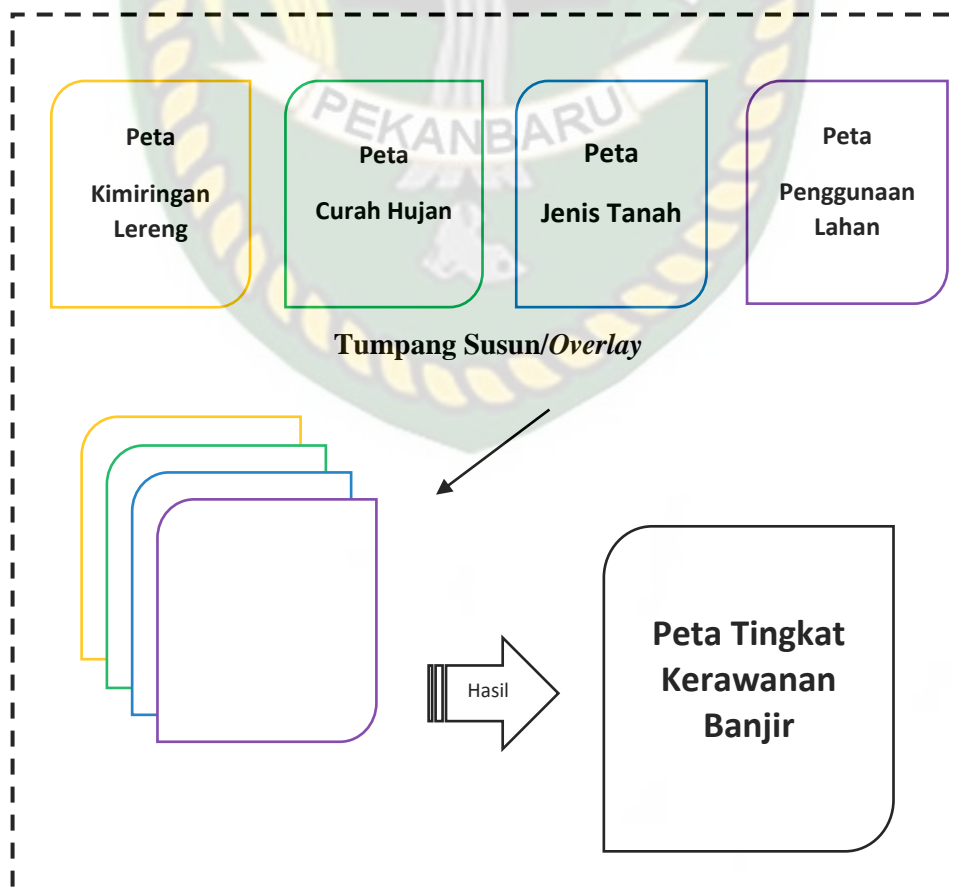 PEKANBARU
Peta
Kimiringan
Lereng
Peta
Curah Hujan
Peta
Jenis Tanah
Peta
Penggunaan
Lahan
Tumpang Susun/Overlay
Hasil
Peta Tingkat
Kerawanan
Banjir